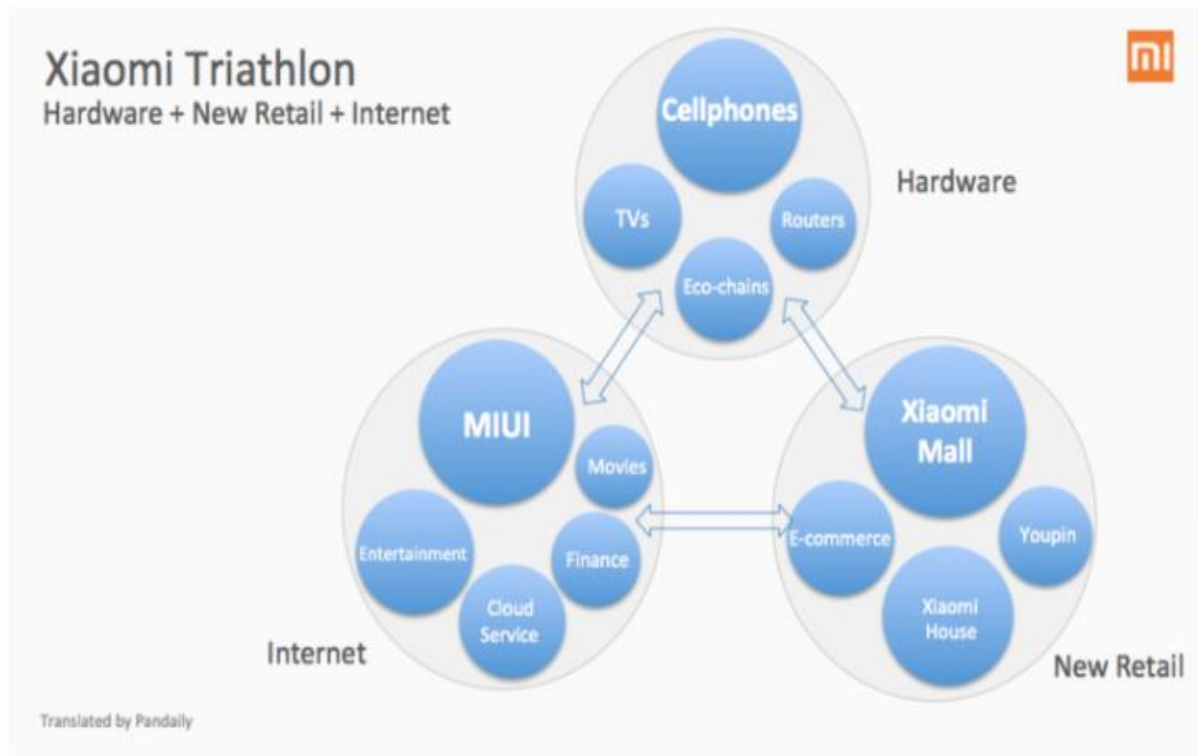 Xiaomi Triathlon
Hardware + New Retail + Internet
mi
Cellphones
Hardware
TVs
Routers
Eco-chains
MIUI
Movies
Entertainment
Finance
Cloud
Service
Internet
Xiaomi
Mall
E-commerce
Youpin
Xiaomi
House
New Retail
Translated by Pandaily